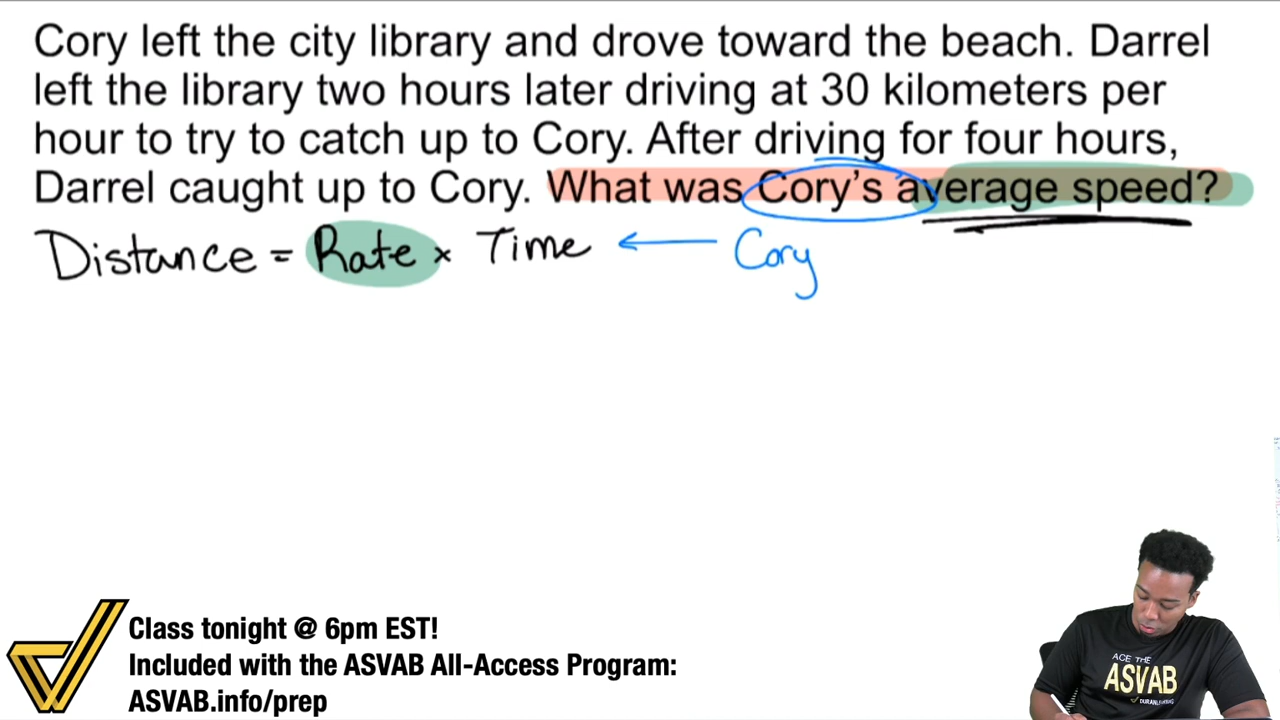 Cory left the city library and drove toward the beach. Darrel
left the library two hours later driving at 30 kilometers per
hour to try to catch up to Cory. After driving for four hours,
Darrel caught up to Cory. What was Cory's average speed?
Distance = Rate × Time ← Cory
Class tonight @ 6pm EST!
Included with the ASVAB All-Access Program:
ASVAB.info/prep
ACE THE
ASVAB